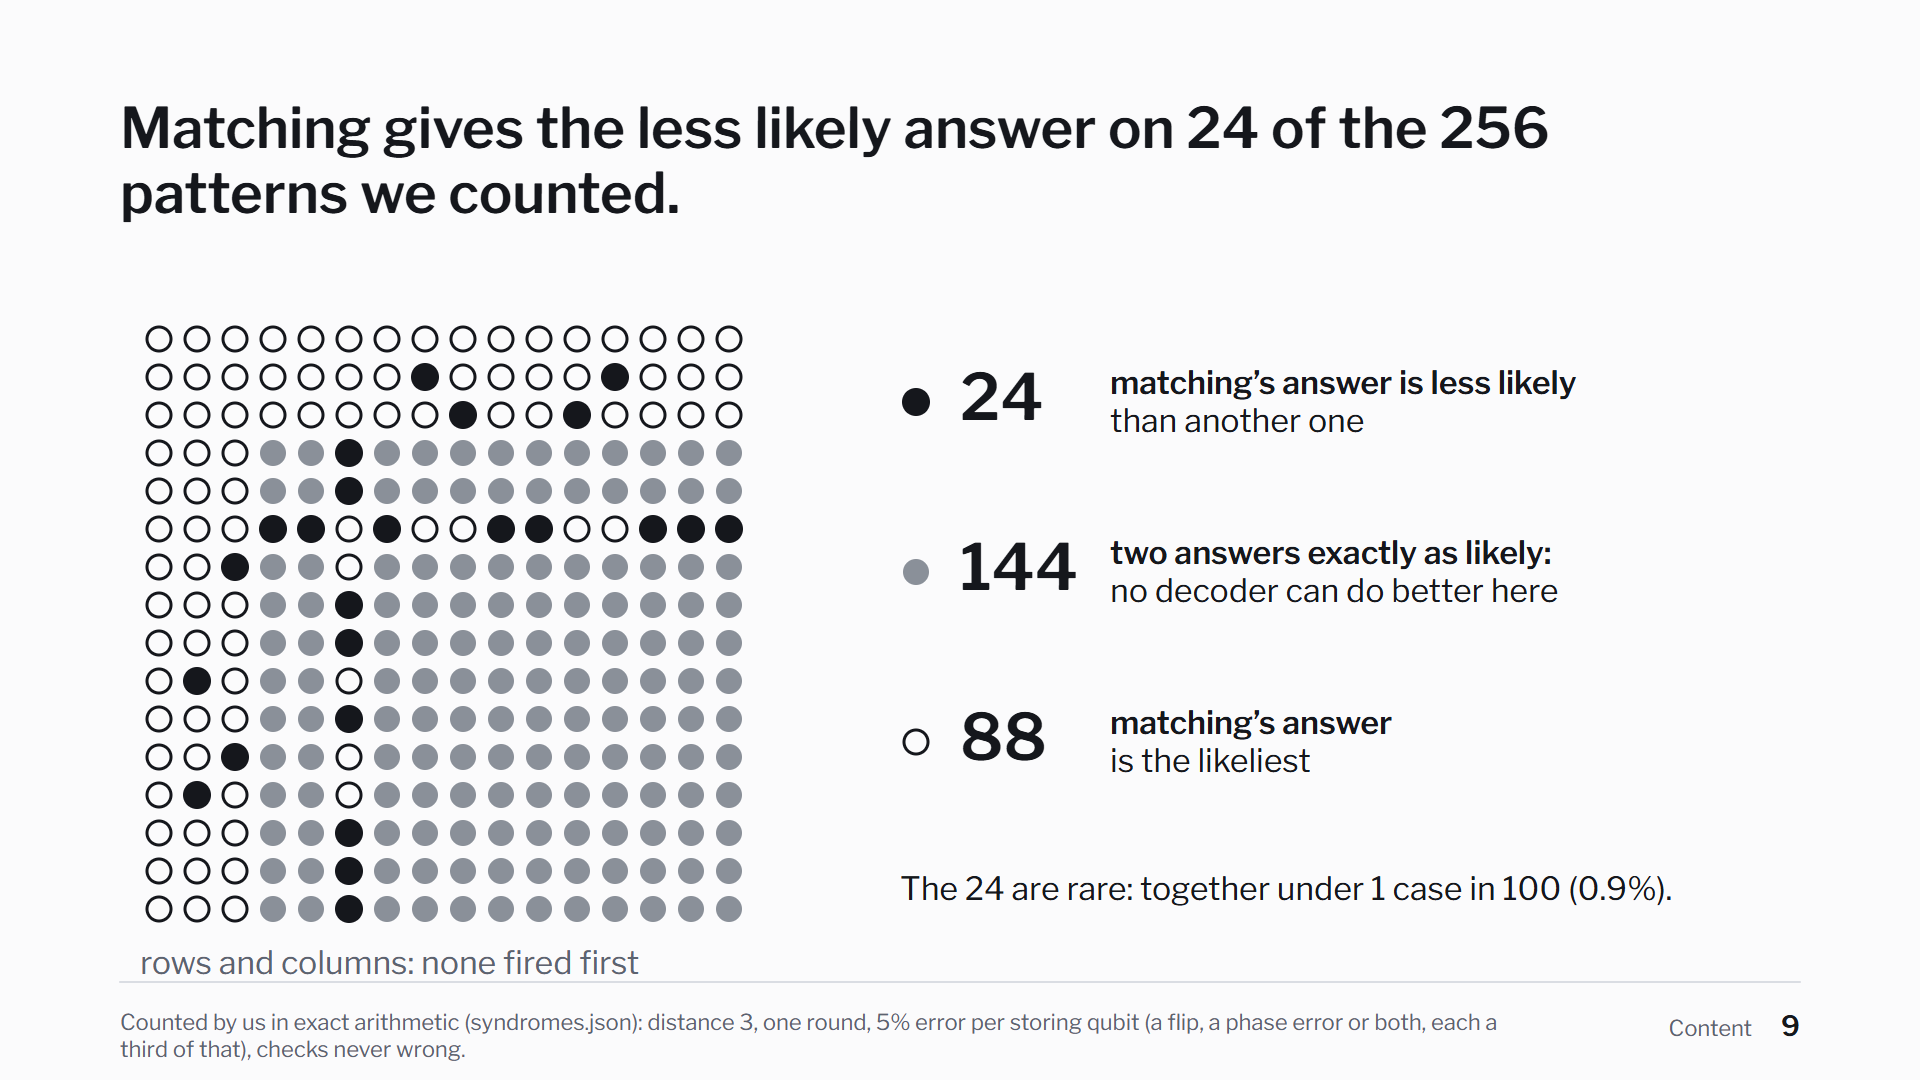 Matching gives the less likely answer on 24 of the 256
patterns we counted.
24
matching’s answer is less likely
than another one
144
two answers exactly as likely:
no decoder can do better here
88
matching’s answer
is the likeliest
The 24 are rare: together under 1 case in 100 (0.9%).
rows and columns: none fired first
Counted by us in exact arithmetic (syndromes.json): distance 3, one round, 5% error per storing qubit (a flip, a phase error or both, each a
third of that), checks never wrong.
Content 9